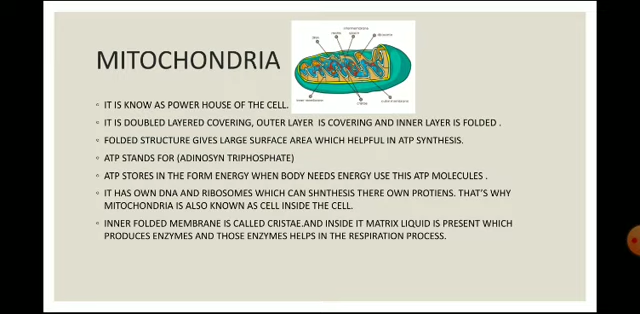 MITOCHONDRIA
IT IS KNOW AS POWER HOUSE OF THE CELL.
IT IS DOUBLED LAYERED COVERING, OUTER LAYER IS COVERING AND INNER LAYER IS FOLDED .
FOLDED STRUCTURE GIVES LARGE SURFACE AREA WHICH HELPFUL IN ATP SYNTHESIS.
ATP STANDS FOR (ADINOSYN TRIPHOSPHATE)
ATP STORES IN THE FORM ENERGY WHEN BODY NEEDS ENERGY USE THIS ATP MOLECULES .
IT HAS OWN DNA AND RIBOSOMES WHICH CAN SHNTHESIS THERE OWN PROTIENS. THAT'S WHY
MITOCHONDRIA IS ALSO KNOWN AS CELL INSIDE THE CELL.
INNER FOLDED MEMBRANE IS CALLED CRISTAE.AND INSIDE IT MATRIX LIQUID IS PRESENT WHICH
PRODUCES ENZYMES AND THOSE ENZYMES HELPS IN THE RESPIRATION PROCESS.